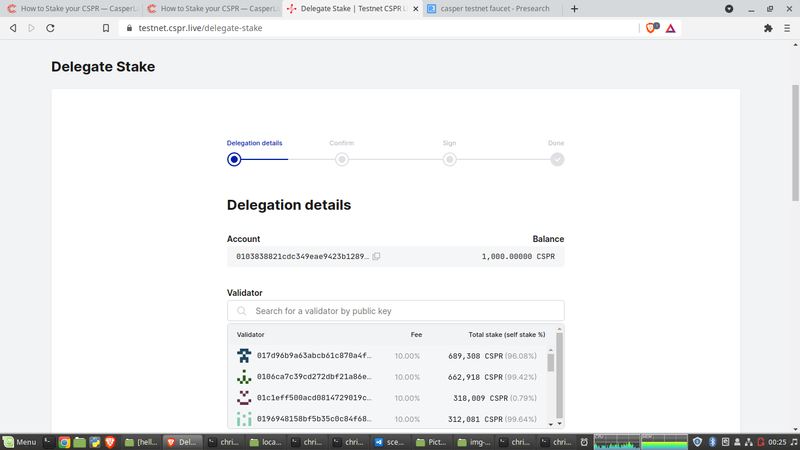 How to Stake your CSPR — CasperLa
How to Stake your CSPR — CasperLa
Delegate Stake | Testnet CSPR L
casper testnet faucet - Presearch
testnet.cspr.live/delegate-stake
Delegate Stake
Delegation details
Confirm
Sign
Done
Delegation details
Account
Balance
0103838821cdc349eae9423b1289...
1,000.00000 CSPR
Validator
Search for a validator by public key
Validator
Fee
Total stake (self stake %)
017d96b9a63abcb61c870a4f...
10.00%
689,308 CSPR (96.08%)
0106ca7c39cd272dbf21a86e...
10.00%
662,918 CSPR (99.42%)
01c1eff500acd0814729019c...
10.00%
318,009 CSPR (0.79%)
0196948158bf5b35c0c84f68...
10.00%
312,081 CSPR (99.64%)
Menu
[hell...
Del...
chri...
loca...
chri...
chri...
chri...
sce...
Pict...
img-...
chri...
chri...
00:25